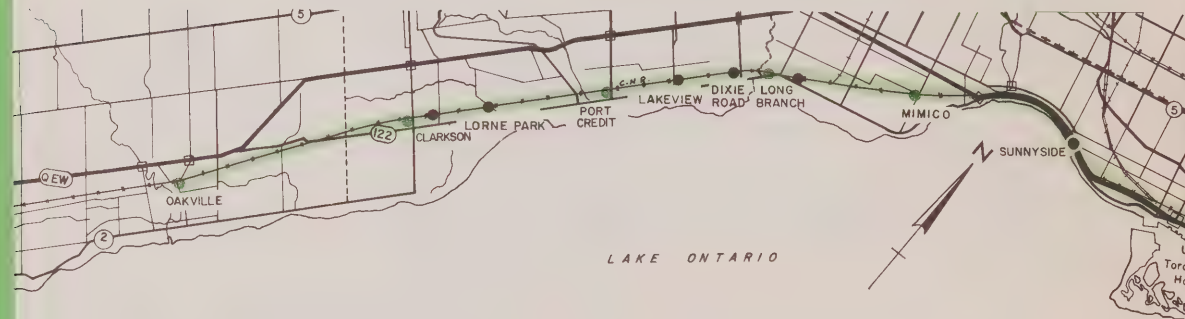 5
C.N.R.
DIXIE
ROAD
LONG
BRANCH
LAKEVIEW
PORT
CREDIT
LORNE PARK
122
CLARKSON
MIMICO
5
N
SUNNYSIDE
QEW
OAKVILLE
2
LAKE ONTARIO